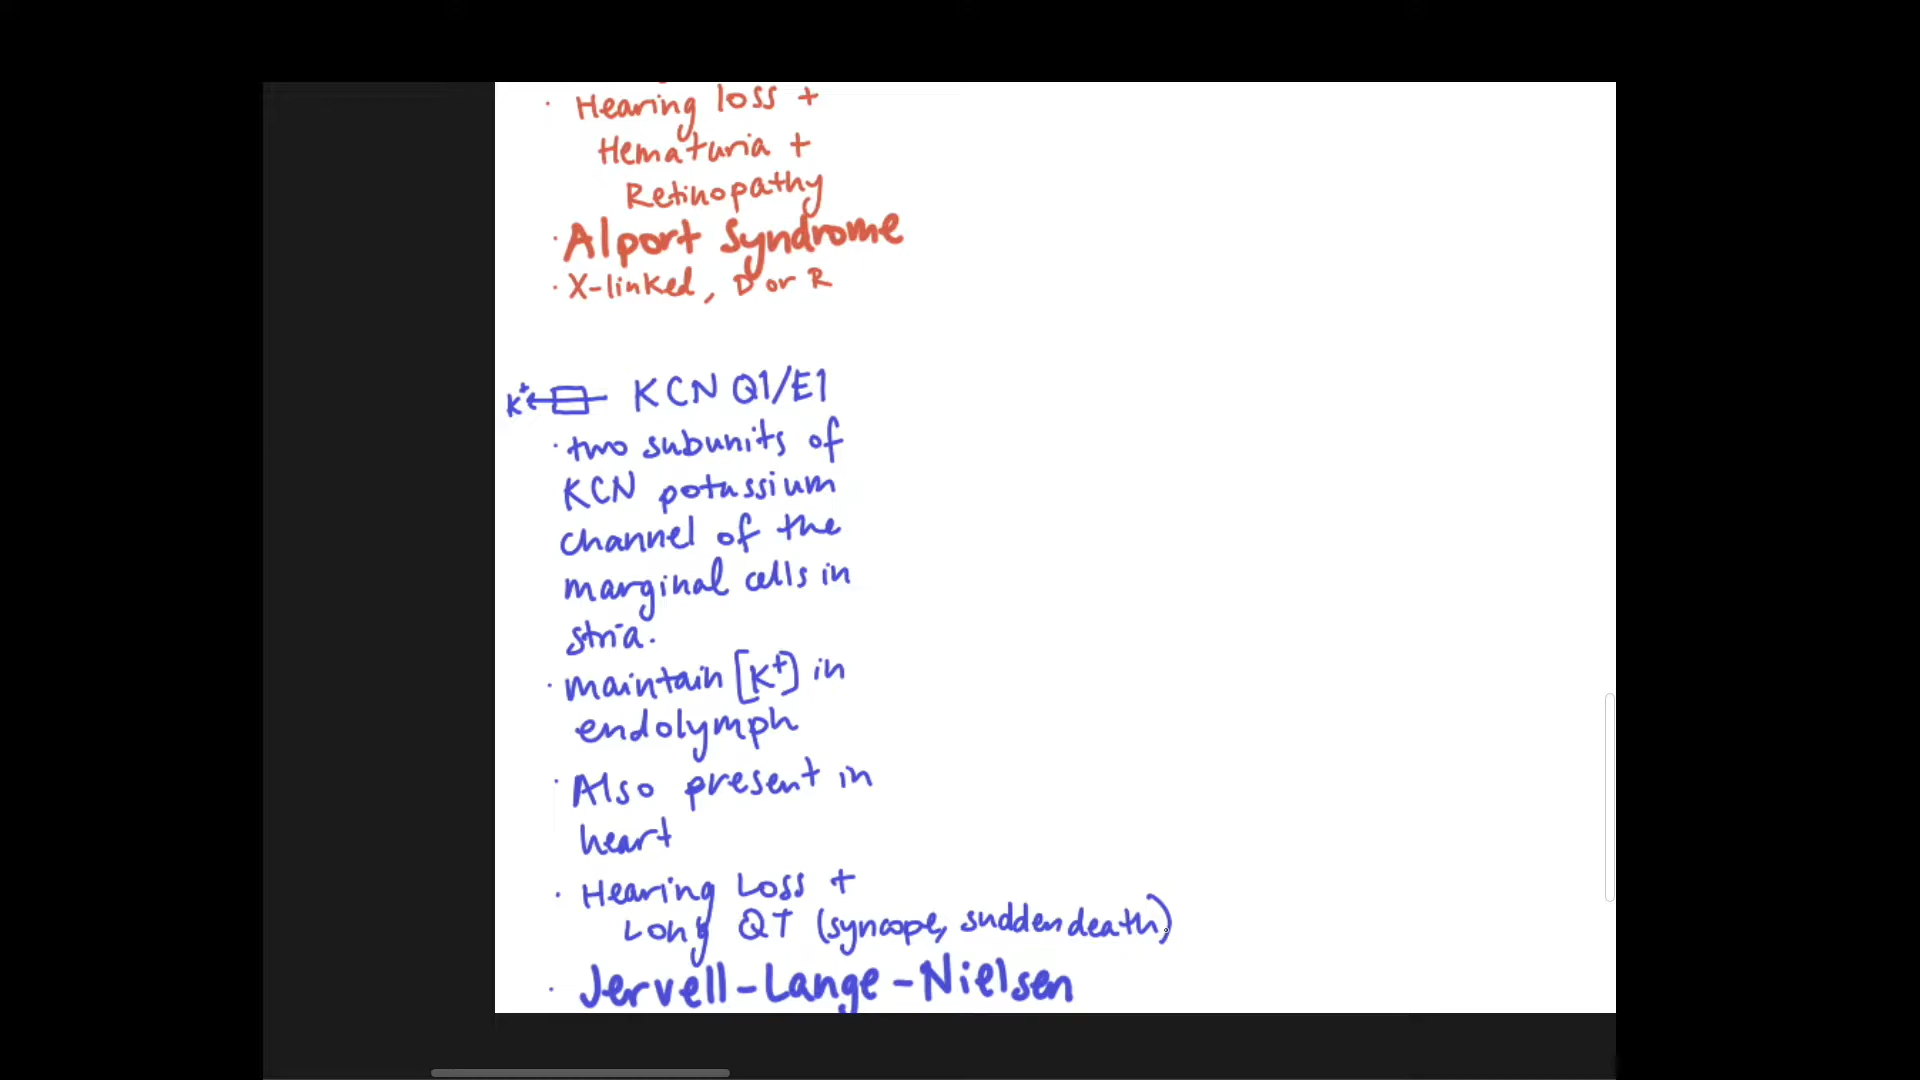 · Hearing loss +
Hematuria +
Retinopathy
· Alport Syndrome
· X-linked, D or R
K+ KCN Q1/E1
· two subunits of
KCN potassium
channel of the
marginal cells in
stria.
· maintain [K+] in
endolymph
· Also present in
heart
· Hearing Loss +
Long QT (syncope, sudden death)
· Jervell-Lange-Nielsen